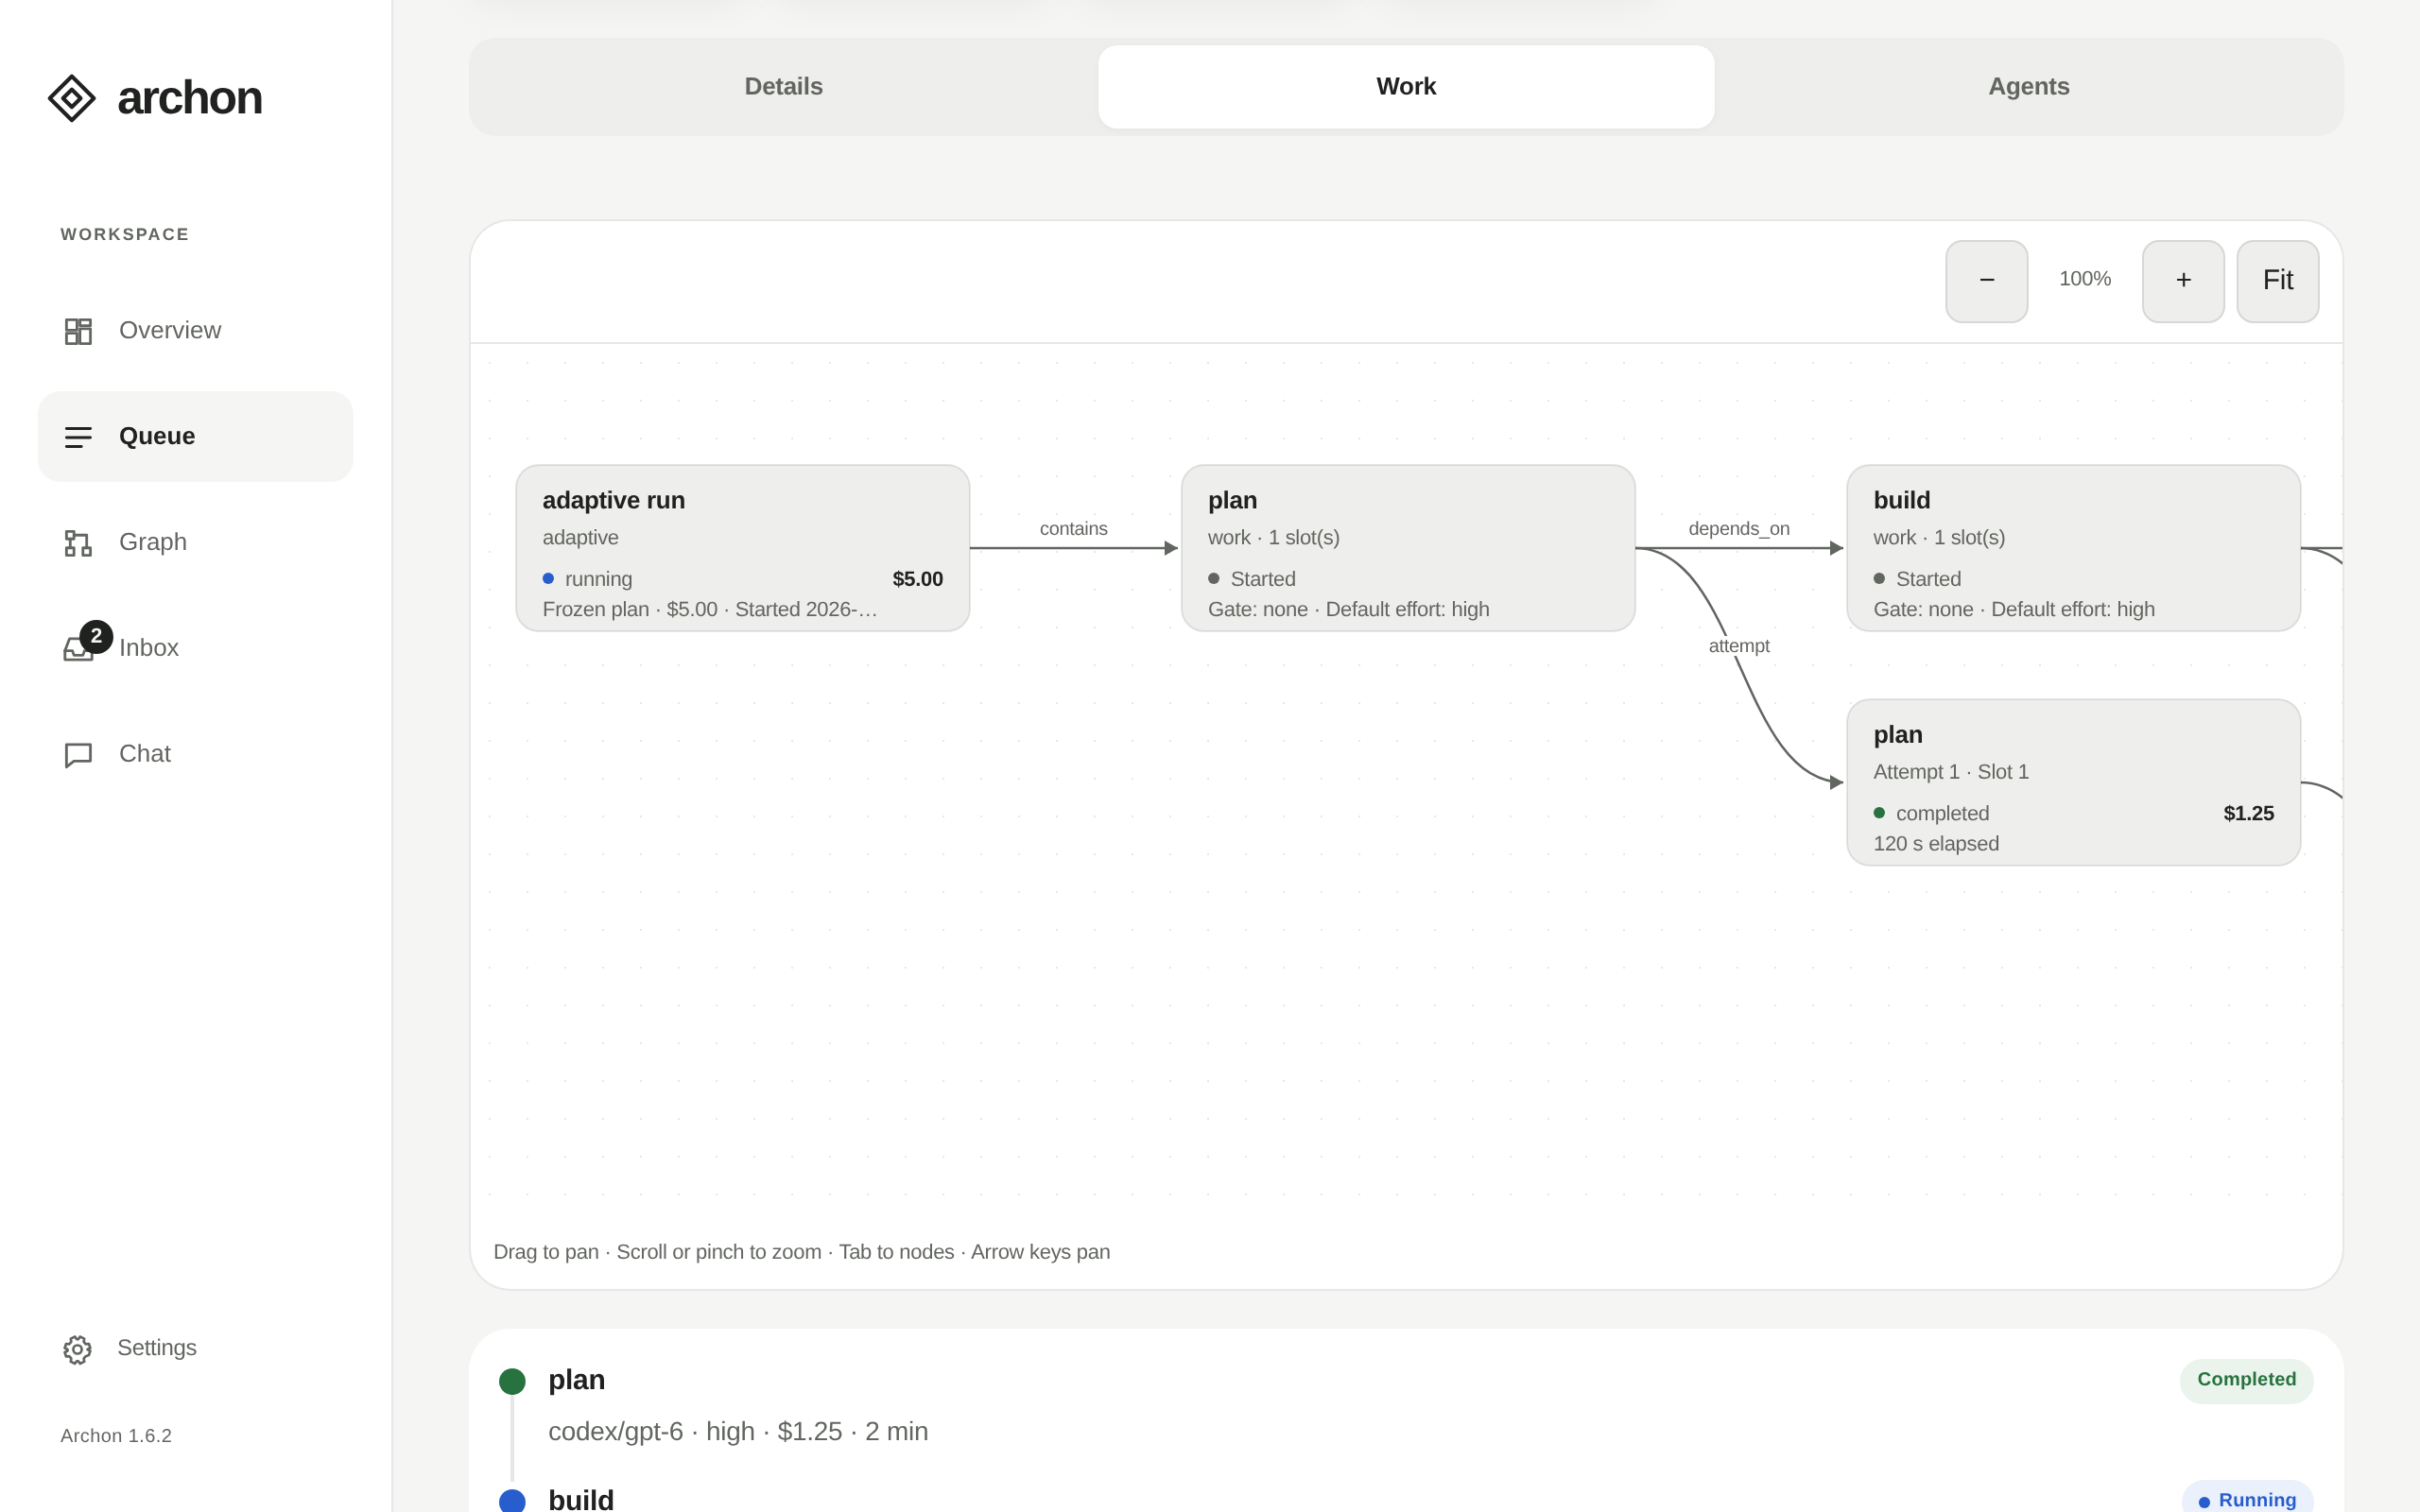 archon
WORKSPACE
Overview
Queue
Graph
2
Inbox
Chat
Settings
Archon 1.6.2
Details
Work
Agents
−
100%
+
Fit
adaptive run
adaptive
running
$5.00
Frozen plan · $5.00 · Started 2026-…
contains
plan
work · 1 slot(s)
Started
Gate: none · Default effort: high
depends_on
attempt
build
work · 1 slot(s)
Started
Gate: none · Default effort: high
plan
Attempt 1 · Slot 1
completed
$1.25
120 s elapsed
Drag to pan · Scroll or pinch to zoom · Tab to nodes · Arrow keys pan
plan
Completed
codex/gpt-6 · high · $1.25 · 2 min
build
Running